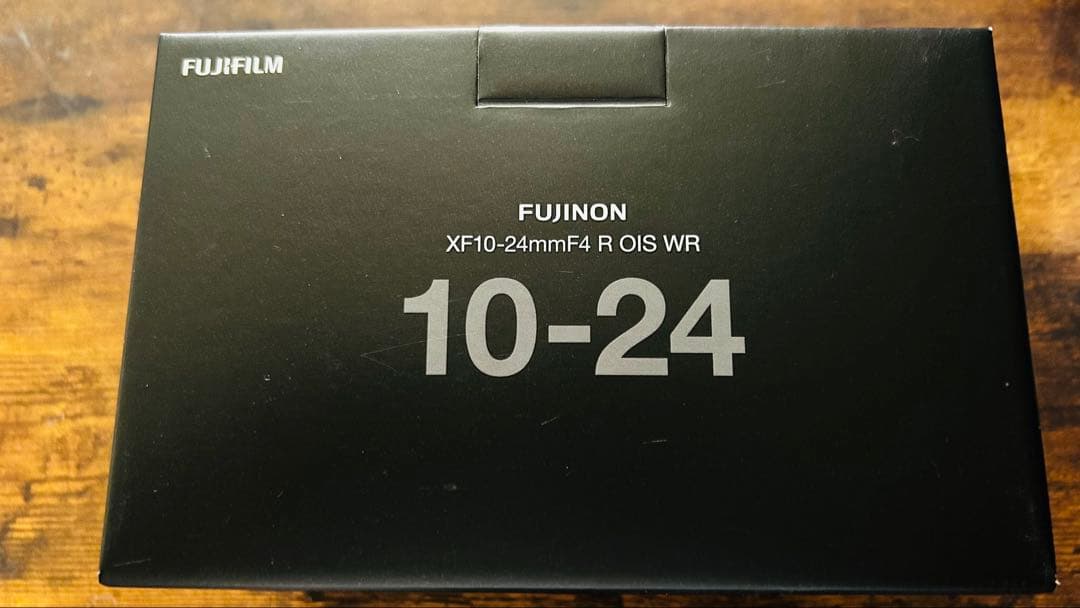 FUJIFILM
FUJINON
XF10-24mmF4 R OIS WR
10-24